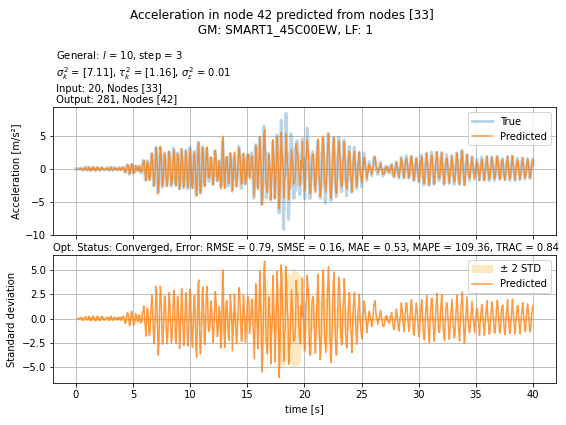 Acceleration in node 42 predicted from nodes [33]
GM: SMART1_45C00EW, LF: 1
General: l = 10, step = 3
σ²ₖ = [7.11], τ²ₖ = [1.16], σ²ε = 0.01
Input: 20, Nodes [33]
Output: 281, Nodes [42]
True
Predicted
Acceleration [m/s²]
5
0
−5
−10
Opt. Status: Converged, Error: RMSE = 0.79, SMSE = 0.16, MAE = 0.53, MAPE = 109.36, TRAC = 0.84
± 2 STD
Predicted
Standard deviation
5.0
2.5
0.0
−2.5
−5.0
0 5 10 15 20 25 30 35 40
time [s]